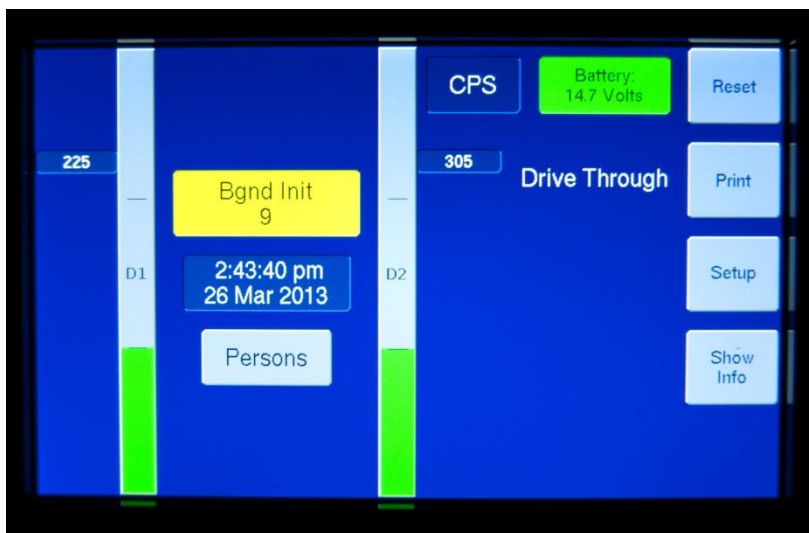 CPS
Battery:
14.7 Volts
Reset
225
305
Drive Through
Print
Bgnd Init
9
D1
2:43:40 pm
26 Mar 2013
D2
Setup
Persons
Show
Info